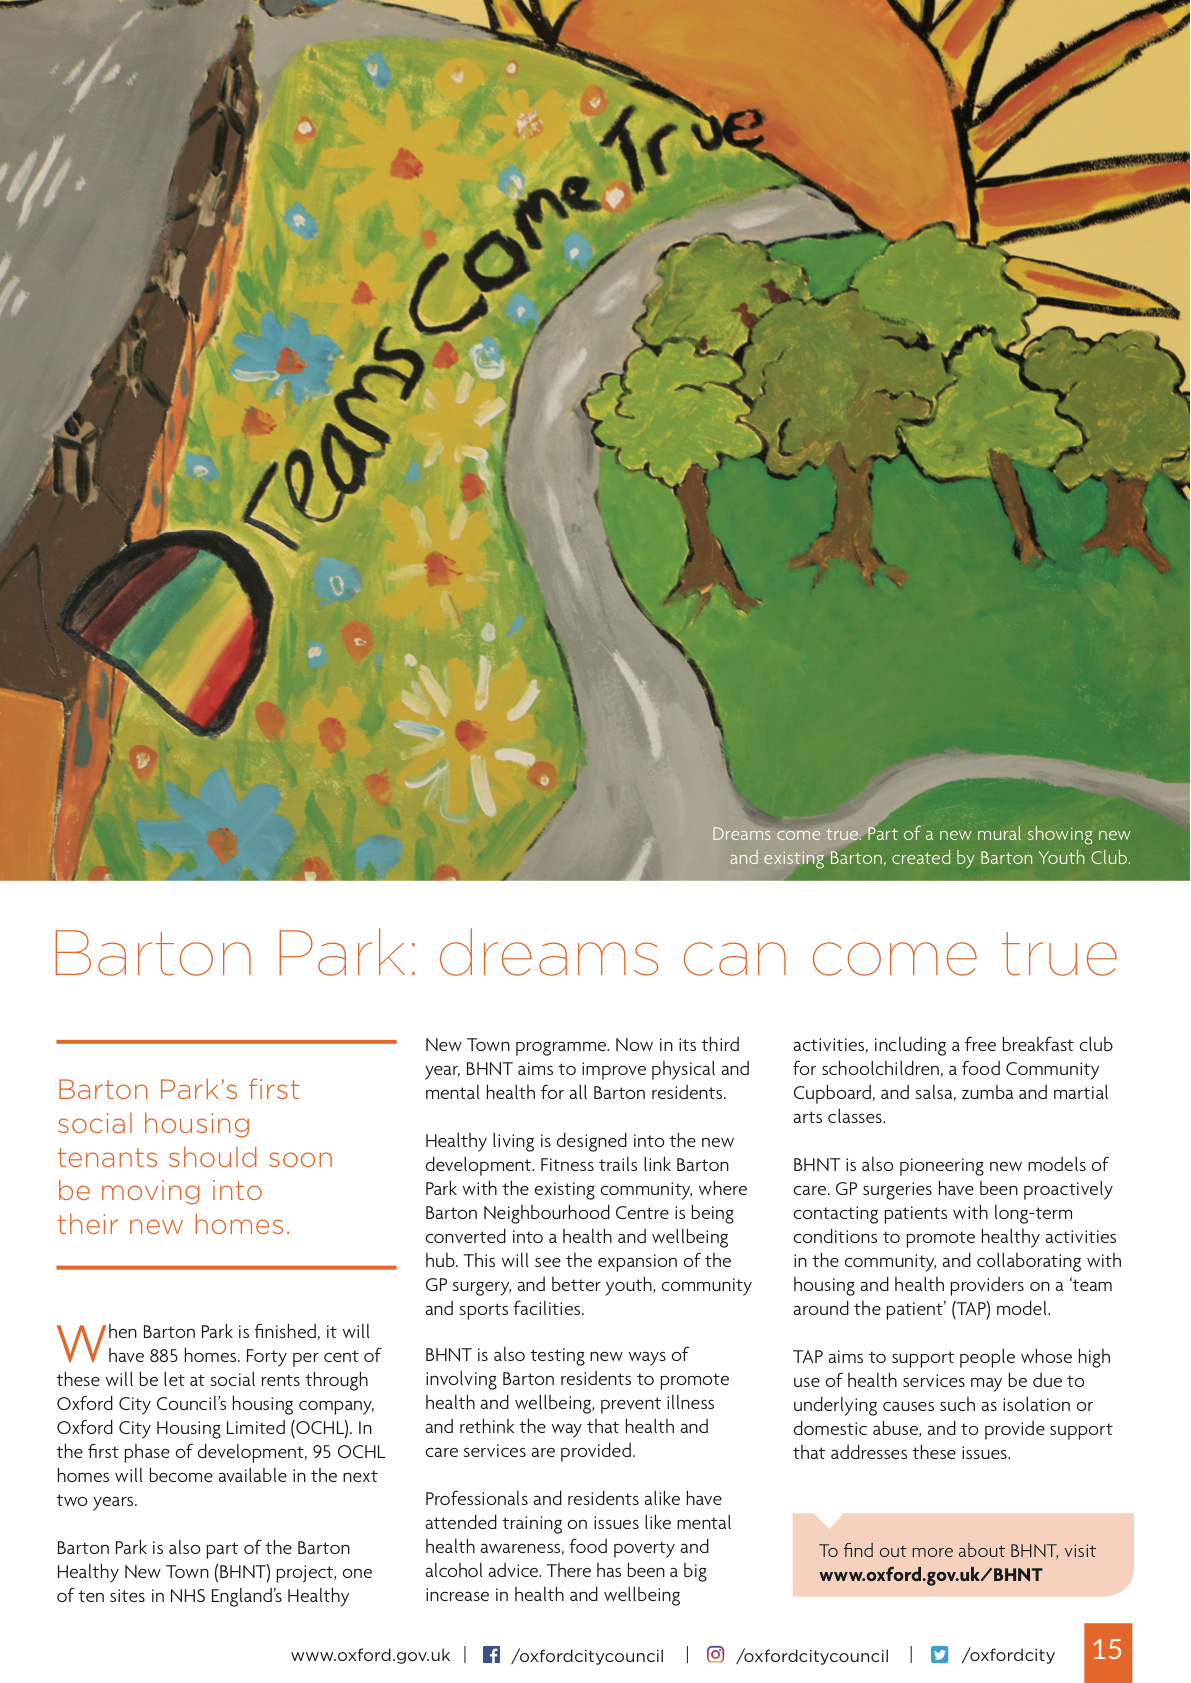 Dreams Come True
Dreams come true. Part of a new mural showing new
and existing Barton, created by Barton Youth Club.
Barton Park: dreams can come true
Barton Park’s first
social housing
tenants should soon
be moving into
their new homes.
When Barton Park is finished, it will
have 885 homes. Forty per cent of
these will be let at social rents through
Oxford City Council’s housing company,
Oxford City Housing Limited (OCHL). In
the first phase of development, 95 OCHL
homes will become available in the next
two years.
Barton Park is also part of the Barton
Healthy New Town (BHNT) project, one
of ten sites in NHS England’s Healthy
New Town programme. Now in its third
year, BHNT aims to improve physical and
mental health for all Barton residents.
Healthy living is designed into the new
development. Fitness trails link Barton
Park with the existing community, where
Barton Neighbourhood Centre is being
converted into a health and wellbeing
hub. This will see the expansion of the
GP surgery, and better youth, community
and sports facilities.
BHNT is also testing new ways of
involving Barton residents to promote
health and wellbeing, prevent illness
and rethink the way that health and
care services are provided.
Professionals and residents alike have
attended training on issues like mental
health awareness, food poverty and
alcohol advice. There has been a big
increase in health and wellbeing
activities, including a free breakfast club
for schoolchildren, a food Community
Cupboard, and salsa, zumba and martial
arts classes.
BHNT is also pioneering new models of
care. GP surgeries have been proactively
contacting patients with long-term
conditions to promote healthy activities
in the community, and collaborating with
housing and health providers on a ‘team
around the patient’ (TAP) model.
TAP aims to support people whose high
use of health services may be due to
underlying causes such as isolation or
domestic abuse, and to provide support
that addresses these issues.
To find out more about BHNT, visit
www.oxford.gov.uk/BHNT
www.oxford.gov.uk | /oxfordcitycouncil | /oxfordcitycouncil | /oxfordcity 15